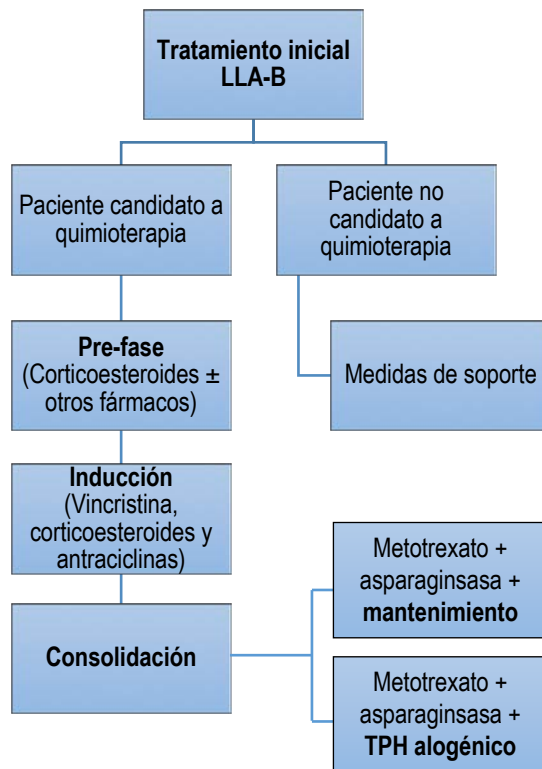 Tratamiento inicial
LLA-B
Paciente candidato a
quimioterapia
Paciente no
candidato a
quimioterapia
Pre-fase
(Corticoesteroides ±
otros fármacos)
Medidas de soporte
Inducción
(Vincristina,
corticoesteroides y
antraciclinas)
Consolidación
Metotrexato +
asparaginsasa +
mantenimiento
Metotrexato +
asparaginsasa +
TPH alogénico